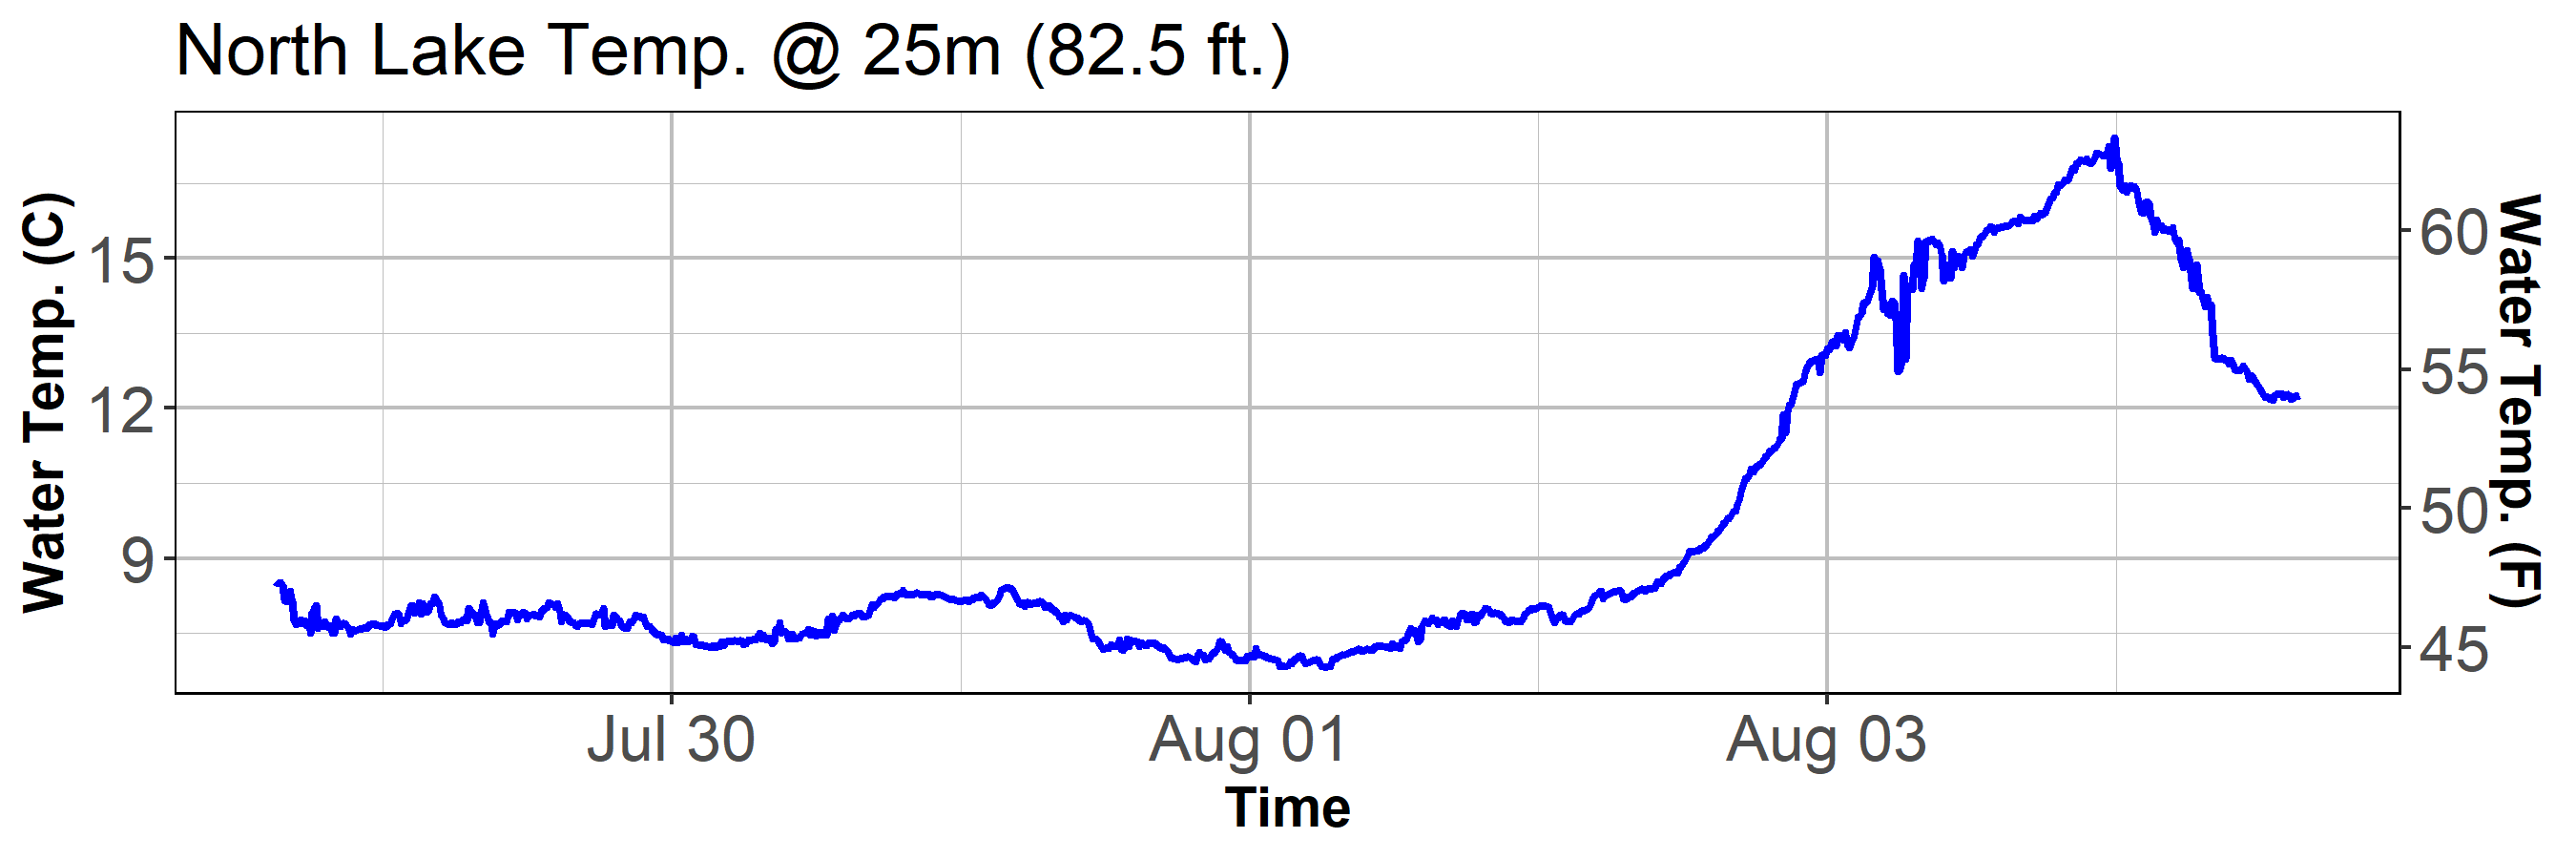 North Lake Temp. @ 25m (82.5 ft.)
Water Temp. (C)
15
12
9
60
55
50
45
Water Temp. (F)
Jul 30
Aug 01
Aug 03
Time